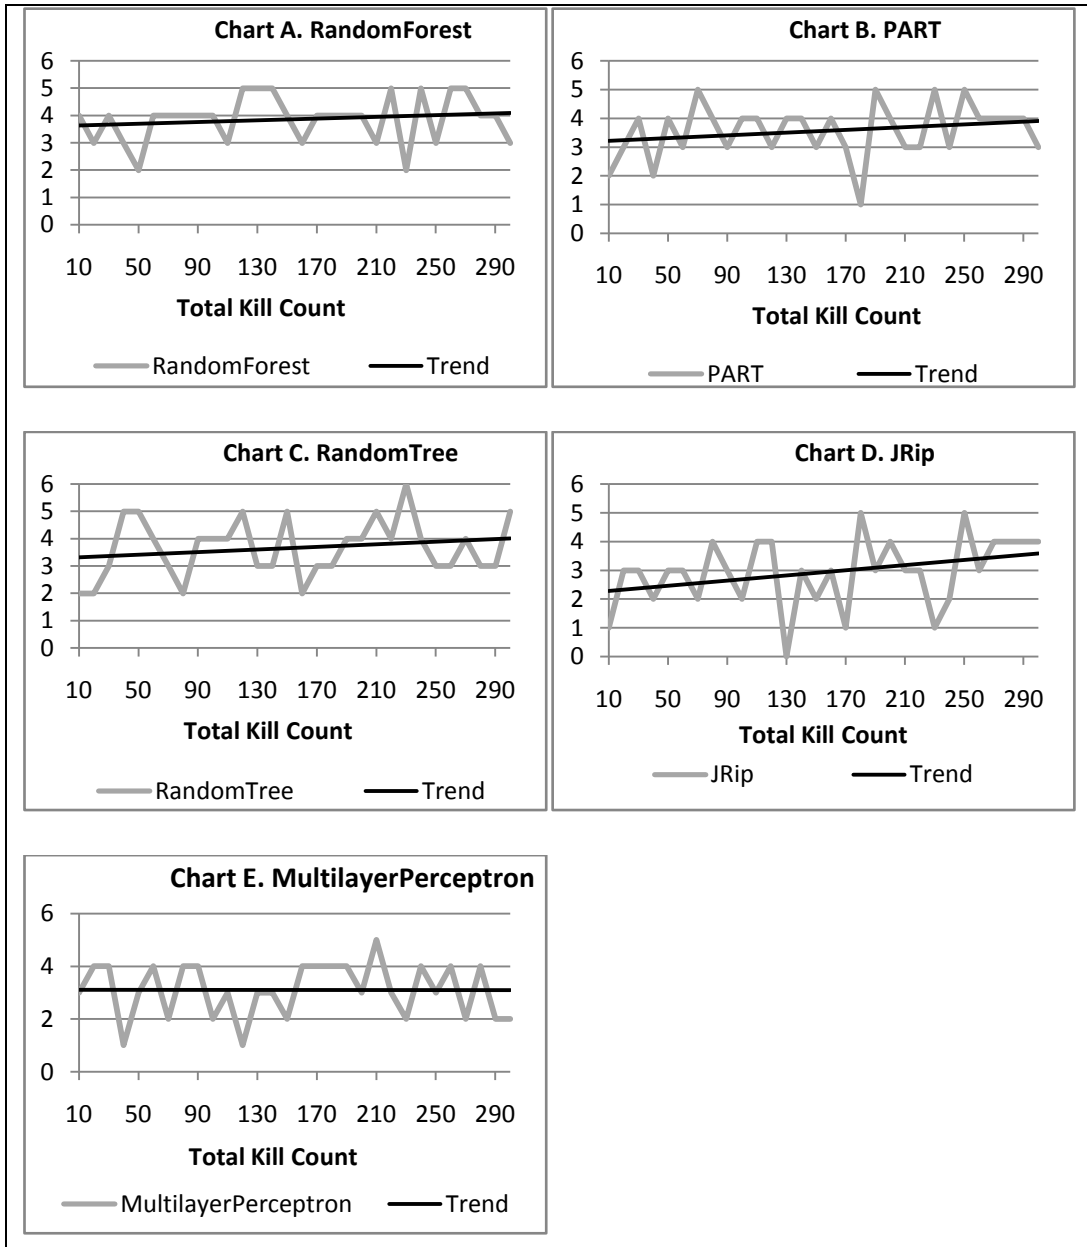 Chart A. RandomForest
6
5
4
3
2
1
0
10 50 90 130 170 210 250 290
Total Kill Count
RandomForest Trend
Chart B. PART
6
5
4
3
2
1
0
10 50 90 130 170 210 250 290
Total Kill Count
PART Trend
Chart C. RandomTree
6
5
4
3
2
1
0
10 50 90 130 170 210 250 290
Total Kill Count
RandomTree Trend
Chart D. JRip
6
5
4
3
2
1
0
10 50 90 130 170 210 250 290
Total Kill Count
JRip Trend
Chart E. MultilayerPerceptron
6
4
2
0
10 50 90 130 170 210 250 290
Total Kill Count
MultilayerPerceptron Trend